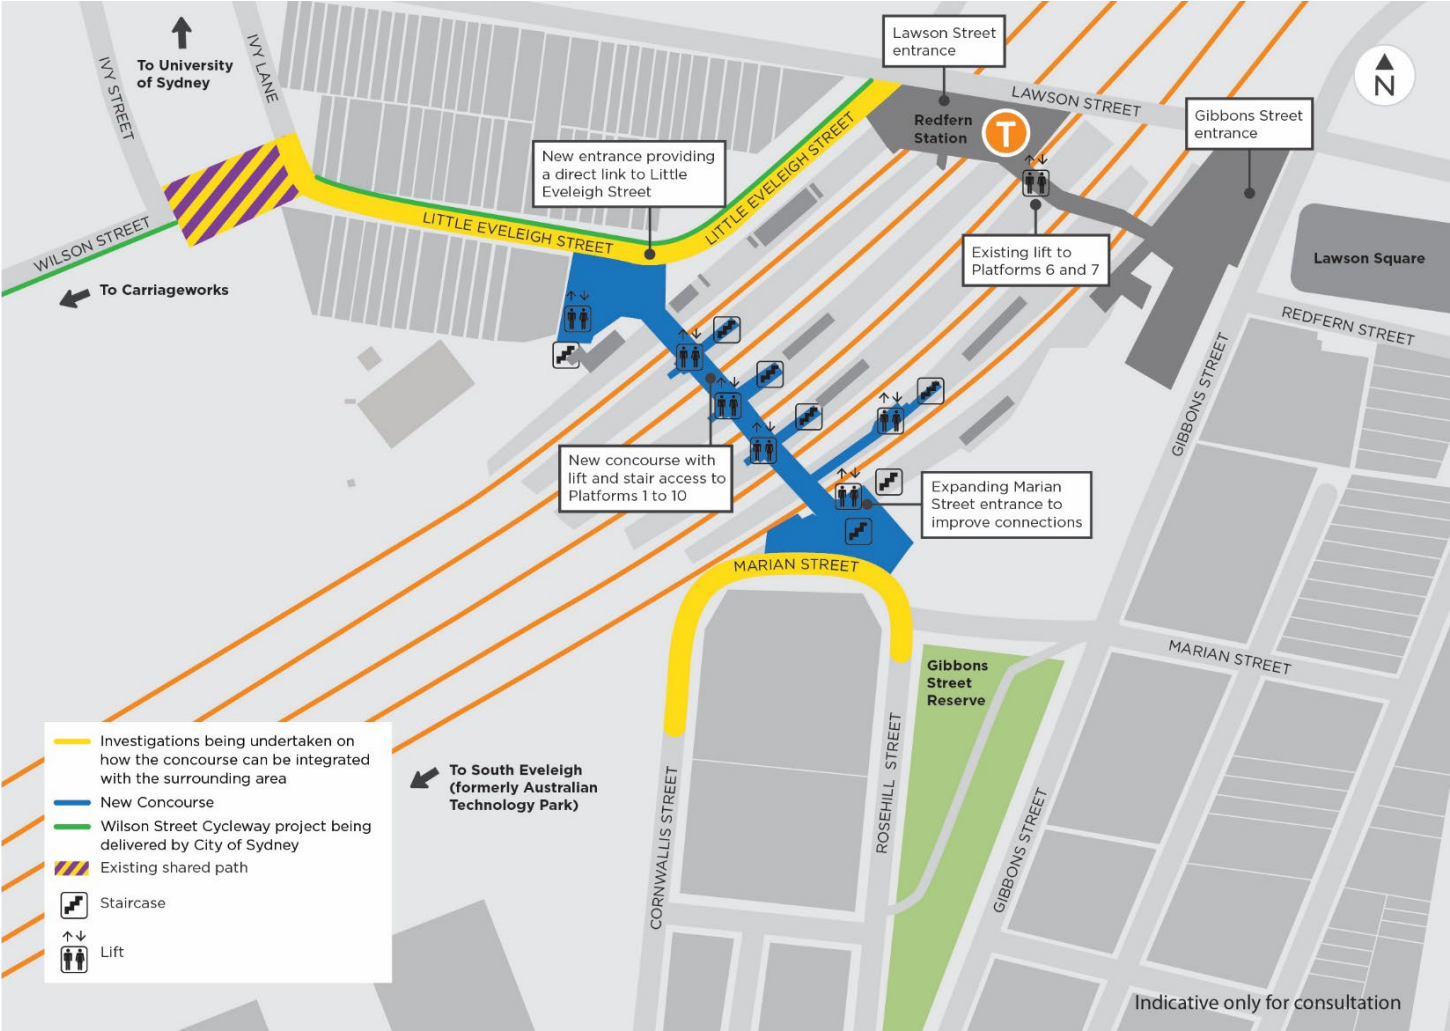 To University
of Sydney
IVY STREET
IVY LANE
Lawson Street
entrance
LAWSON STREET
N
Redfern
Station
T
Gibbons Street
entrance
New entrance providing
a direct link to Little
Eveleigh Street
LITTLE EVELEIGH STREET
LITTLE EVELEIGH STREET
WILSON STREET
To Carriageworks
Existing lift to
Platforms 6 and 7
Lawson Square
REDFERN STREET
GIBBONS STREET
New concourse with
lift and stair access to
Platforms 1 to 10
Expanding Marian
Street entrance to
improve connections
MARIAN STREET
MARIAN STREET
Gibbons
Street
Reserve
CORNWALLIS STREET
ROSEHILL STREET
GIBBONS STREET
To South Eveleigh
(formerly Australian
Technology Park)
Investigations being undertaken on
how the concourse can be integrated
with the surrounding area
New Concourse
Wilson Street Cycleway project being
delivered by City of Sydney
Existing shared path
Staircase
Lift
Indicative only for consultation